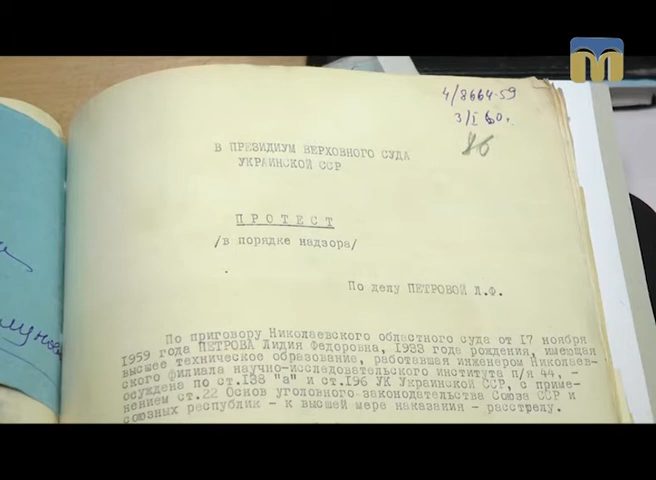 4/8664-59
3/I 60г.
86
В ПРЕЗИДИУМ ВЕРХОВНОГО СУДА
УКРАИНСКОЙ ССР
ПРОТЕСТ
/в порядке надзора/
По делу ПЕТРОВОЙ Л.Ф.
По приговору Николаевского областного суда от 17 ноября
1959 года ПЕТРОВА Лидия Федоровна, 1933 года рождения, имеющая
высшее техническое образование, работавшая инженером Николаев-
ского филиала научно-исследовательского института п/я 44, -
осуждена по ст.138 "а" и ст.196 УК Украинской ССР, с приме-
нением ст.22 Основ уголовного законодательства Союза ССР и
союзных республик - к высшей мере наказания - расстрелу.